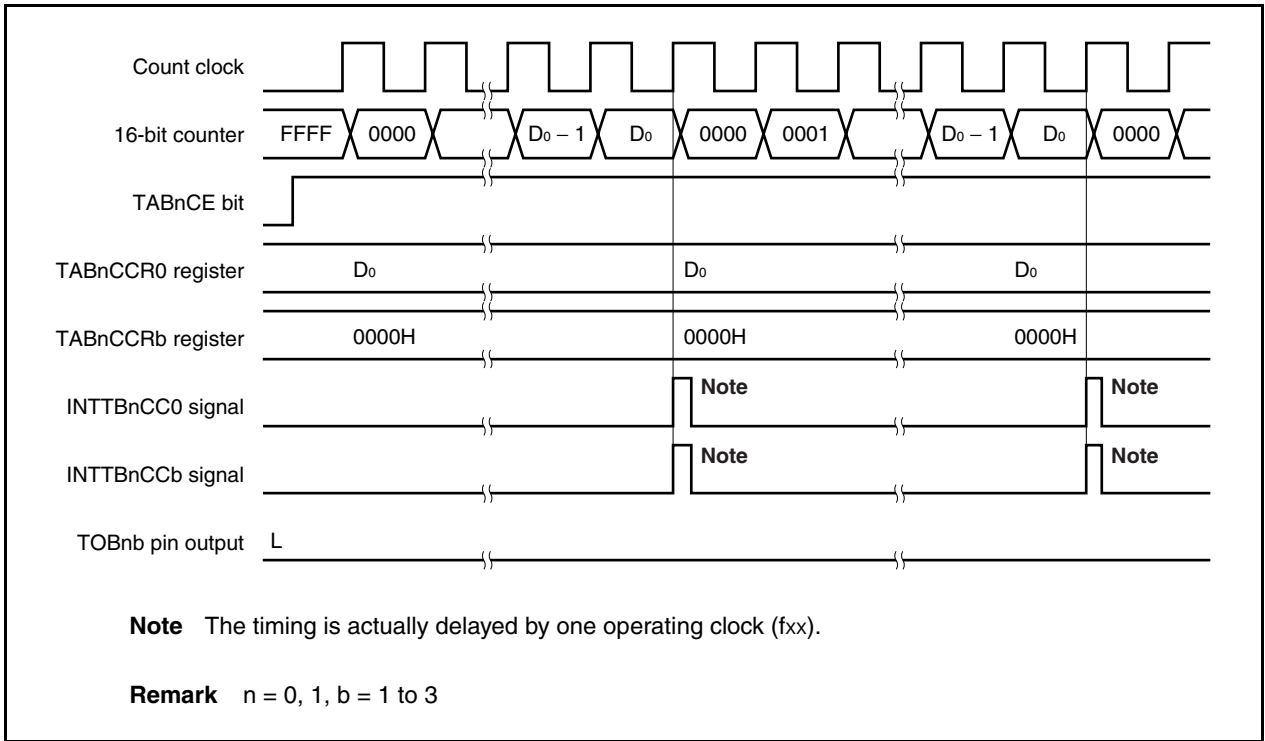 Count clock
16-bit counter FFFF 0000 D₀ − 1 D₀ 0000 0001 D₀ − 1 D₀ 0000
TABnCE bit
TABnCCR0 register D₀ D₀ D₀
TABnCCRb register 0000H 0000H 0000H
INTTBnCC0 signal Note Note
INTTBnCCb signal Note Note
TOBnb pin output L
Note The timing is actually delayed by one operating clock (fxx).
Remark n = 0, 1, b = 1 to 3